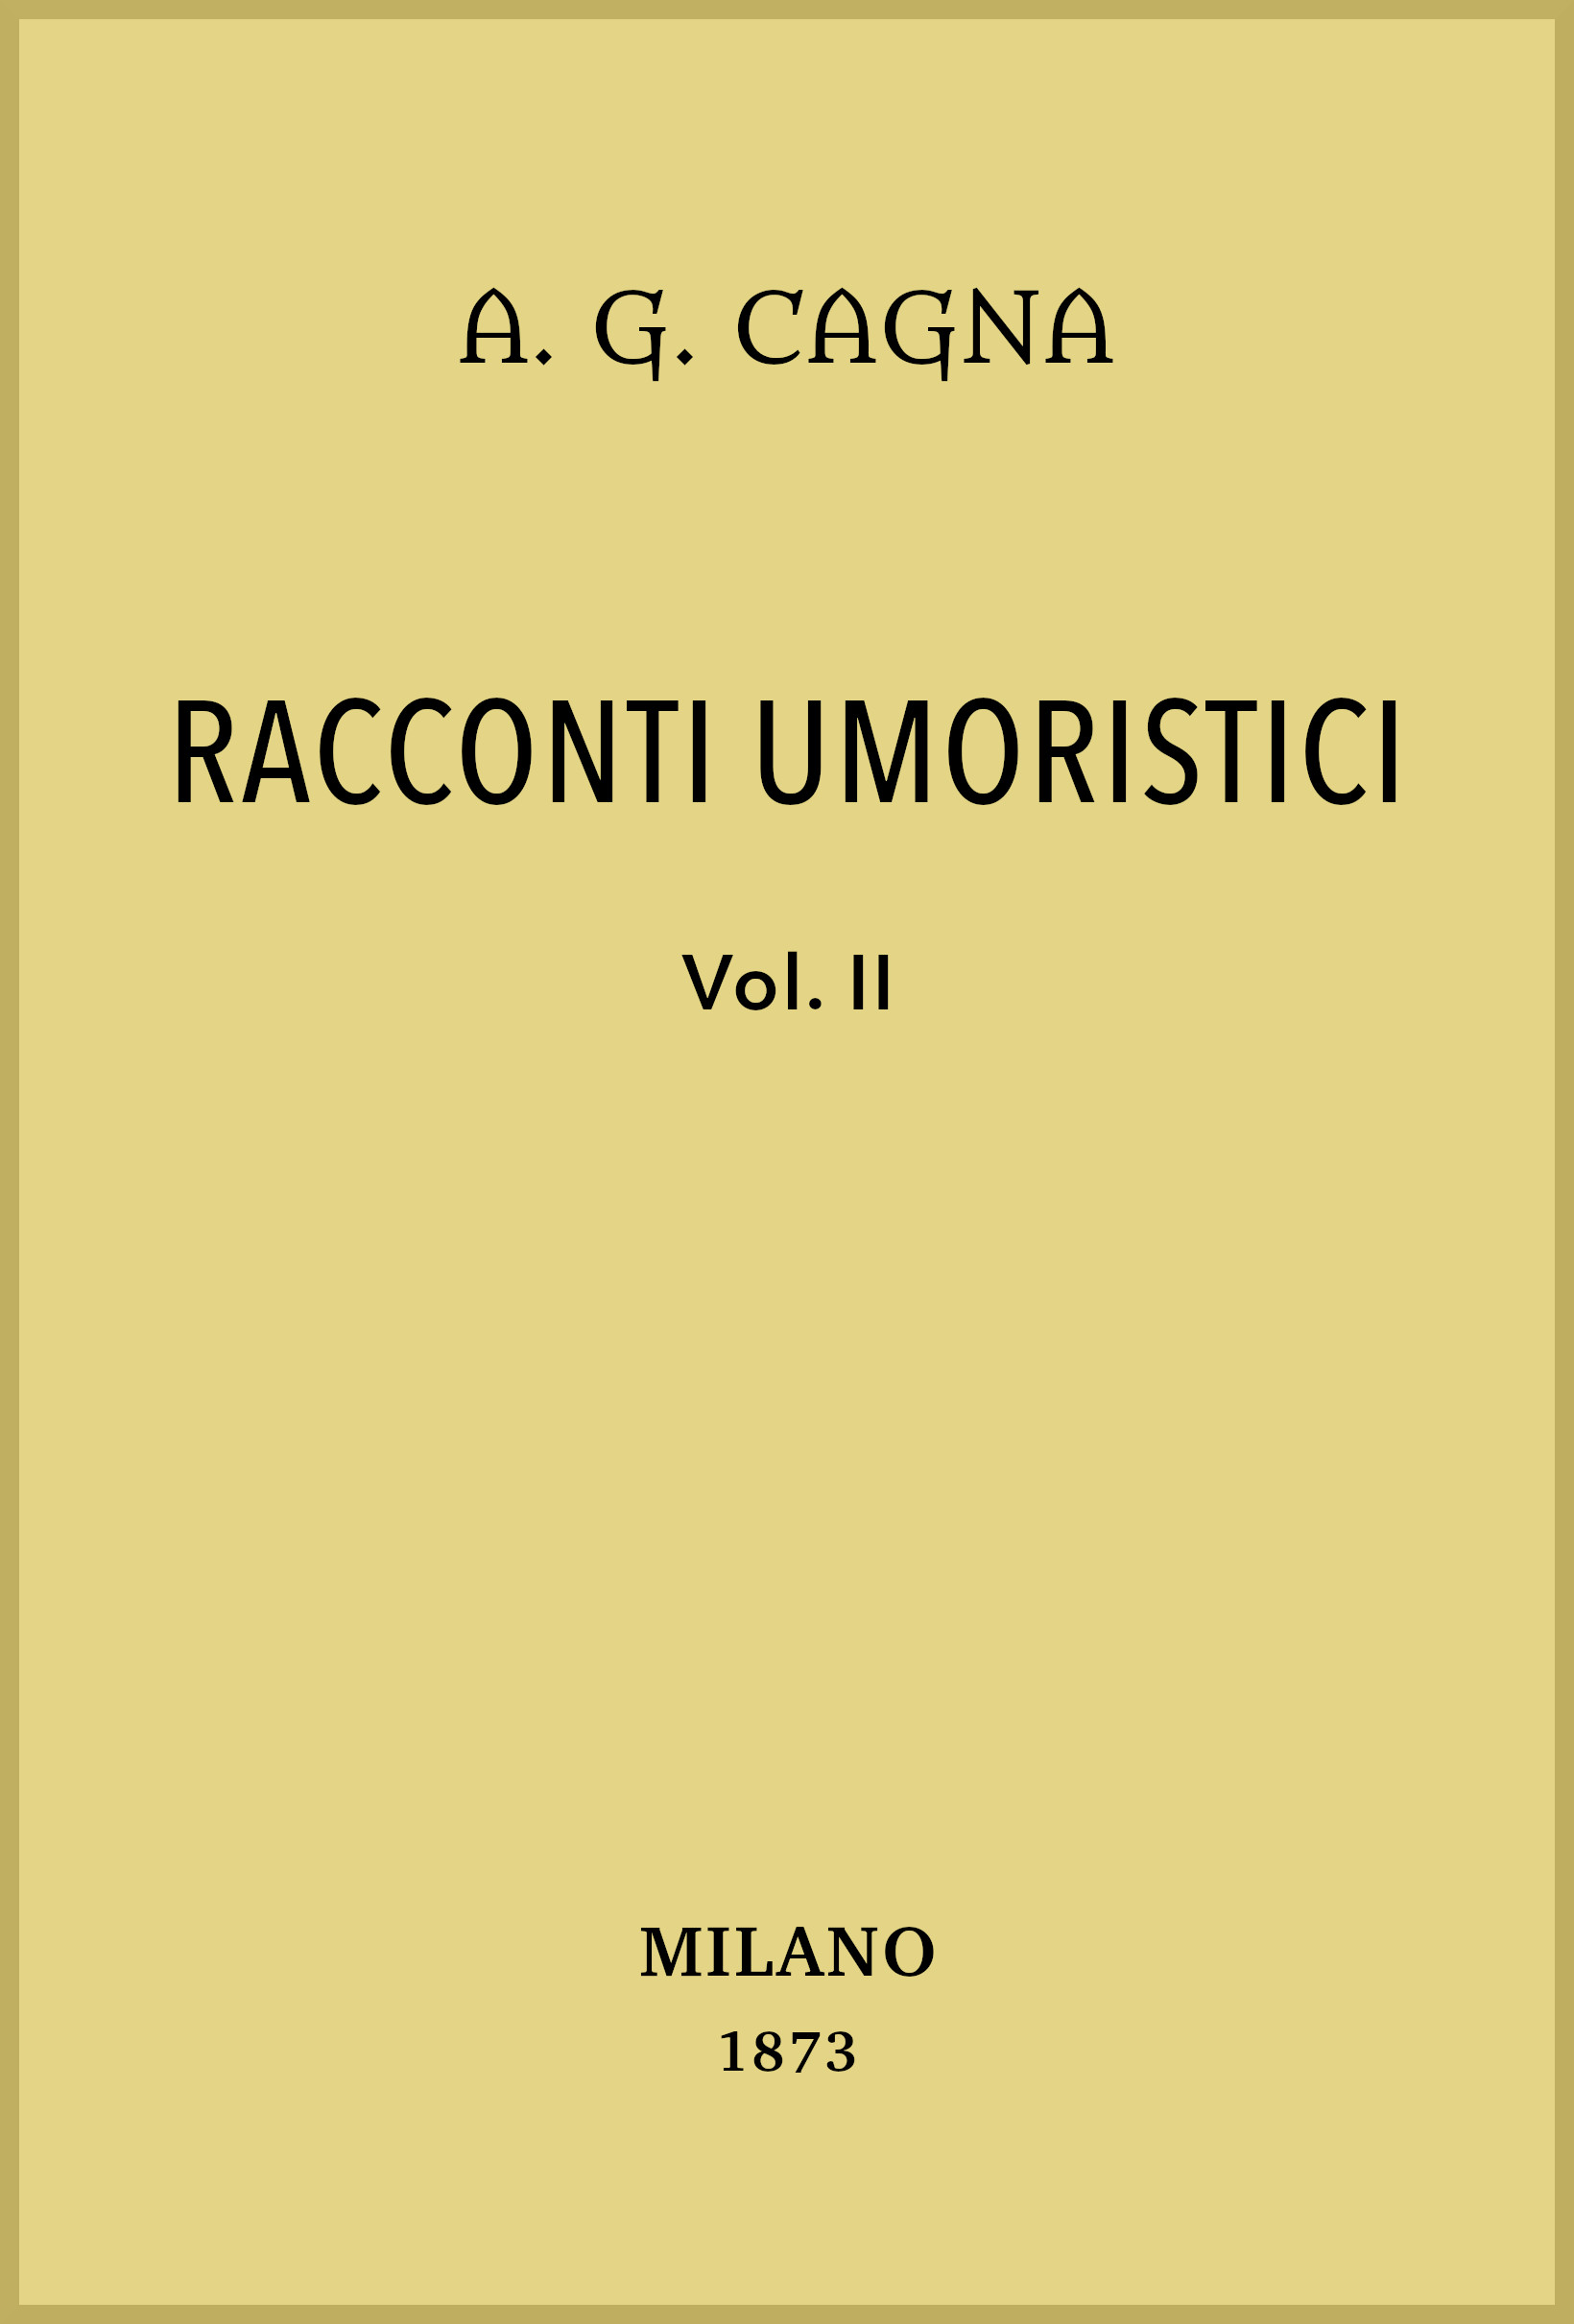 A. G. CAGNA
RACCONTI UMORISTICI
Vol. II
MILANO
1873